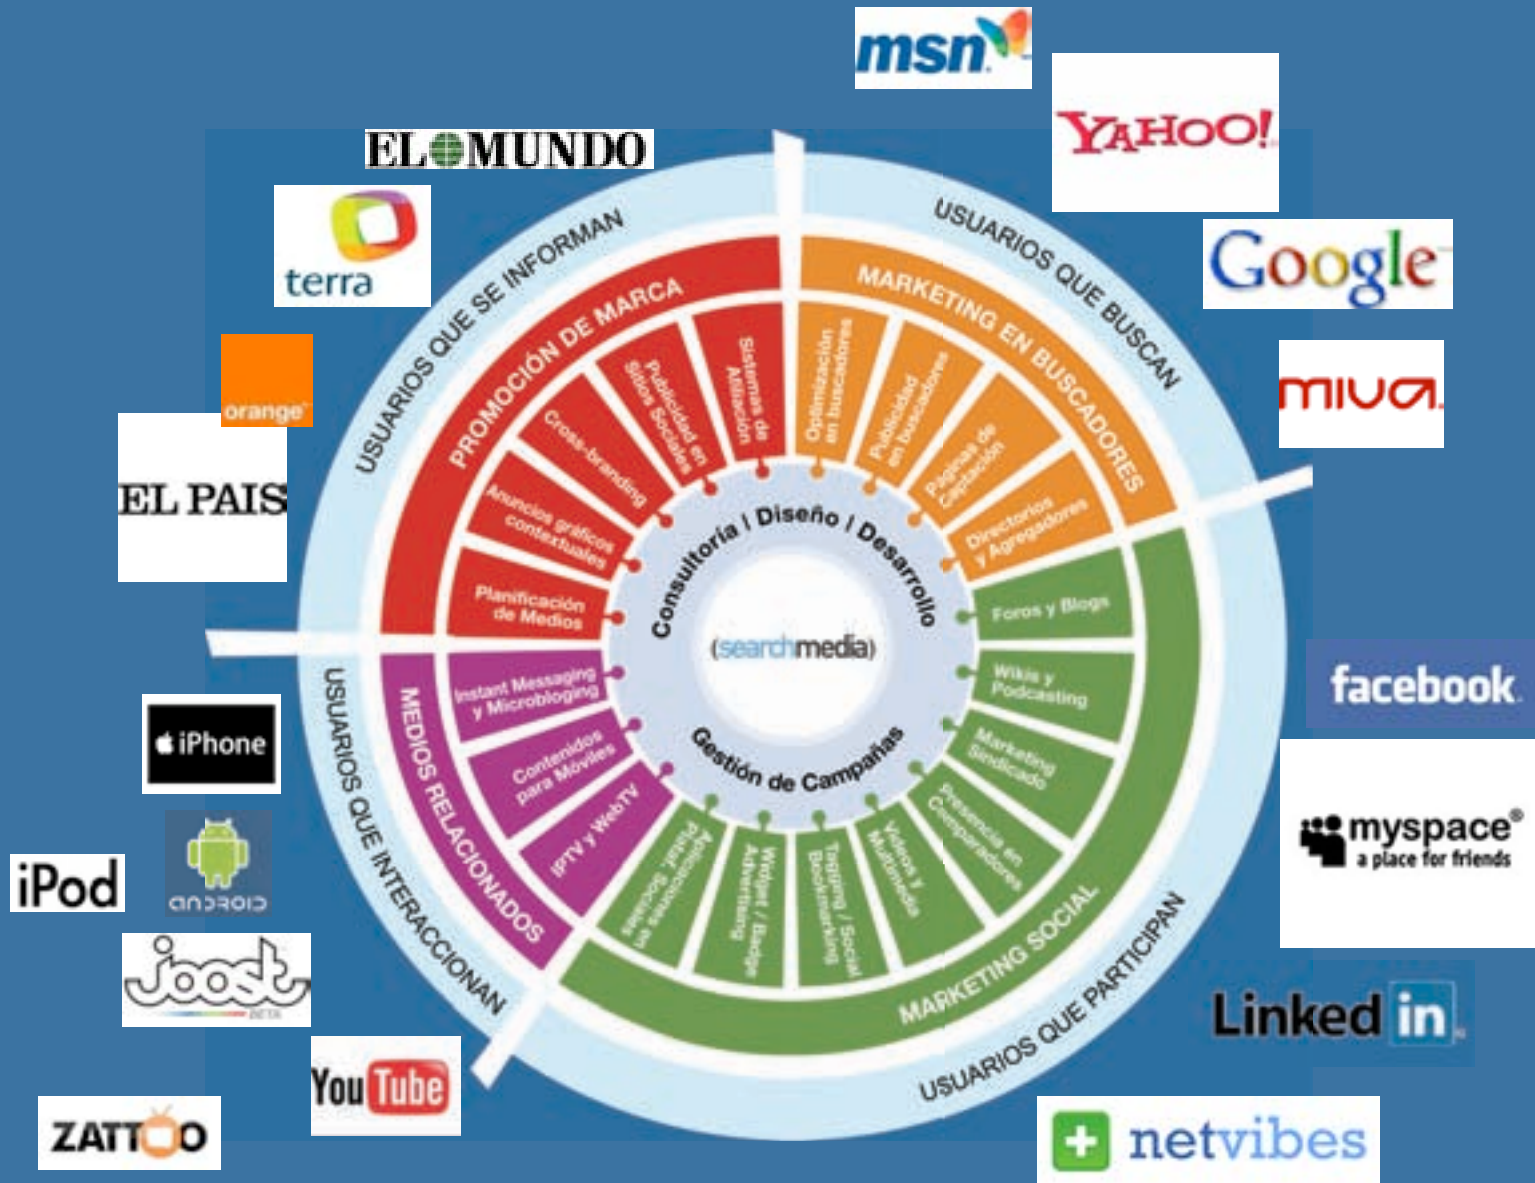 msn
YAHOO!
Google
MIVA
EL MUNDO
terra
orange
EL PAIS
USUARIOS QUE SE INFORMAN
USUARIOS QUE BUSCAN
PROMOCIÓN DE MARCA
MARKETING EN BUSCADORES
Planificación
de Medios
Anuncios gráficos
contextuales
Cross-branding
Publicidad en
Sitios Sociales
Sistemas de
Afiliación
Optimización
en buscadores
Publicidad
en buscadores
Páginas de
Captación
Directorios
y Agregadores
Foros y Blogs
Wikis y
Podcasting
Marketing
Sindicado
Presencia en
Comparadores
Videos y
Multimedia
Tagging / Social
Bookmarking
Widget / Badge
Advertising
Aplicaciones en
Plataf. Sociales
IPTV y WebTV
Contenidos
para Móviles
Instant Messaging
y Microbloging
Consultoría | Diseño | Desarrollo
(searchmedia)
Gestión de Campañas
MEDIOS RELACIONADOS
MARKETING SOCIAL
USUARIOS QUE INTERACCIONAN
USUARIOS QUE PARTICIPAN
facebook
myspace®
a place for friends
Linked in
netvibes
iPhone
iPod
ANDROID
joost
BETA
YouTube
ZATTOO